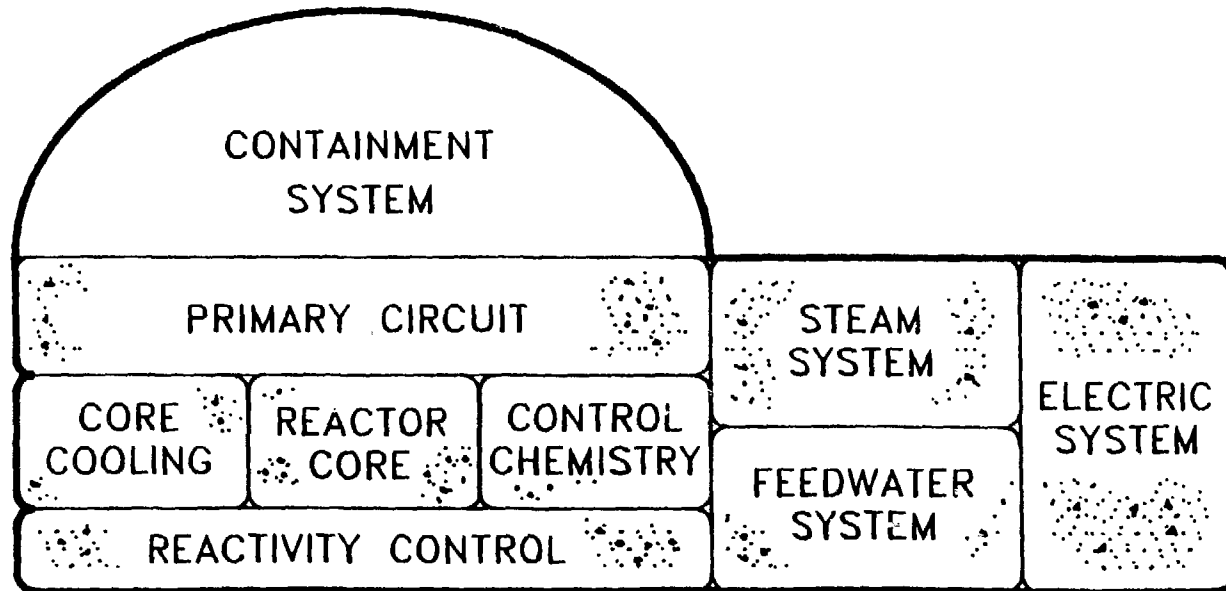 CONTAINMENT
SYSTEM
PRIMARY CIRCUIT
STEAM
SYSTEM
ELECTRIC
SYSTEM
CORE
COOLING
REACTOR
CORE
CONTROL
CHEMISTRY
FEEDWATER
SYSTEM
REACTIVITY CONTROL